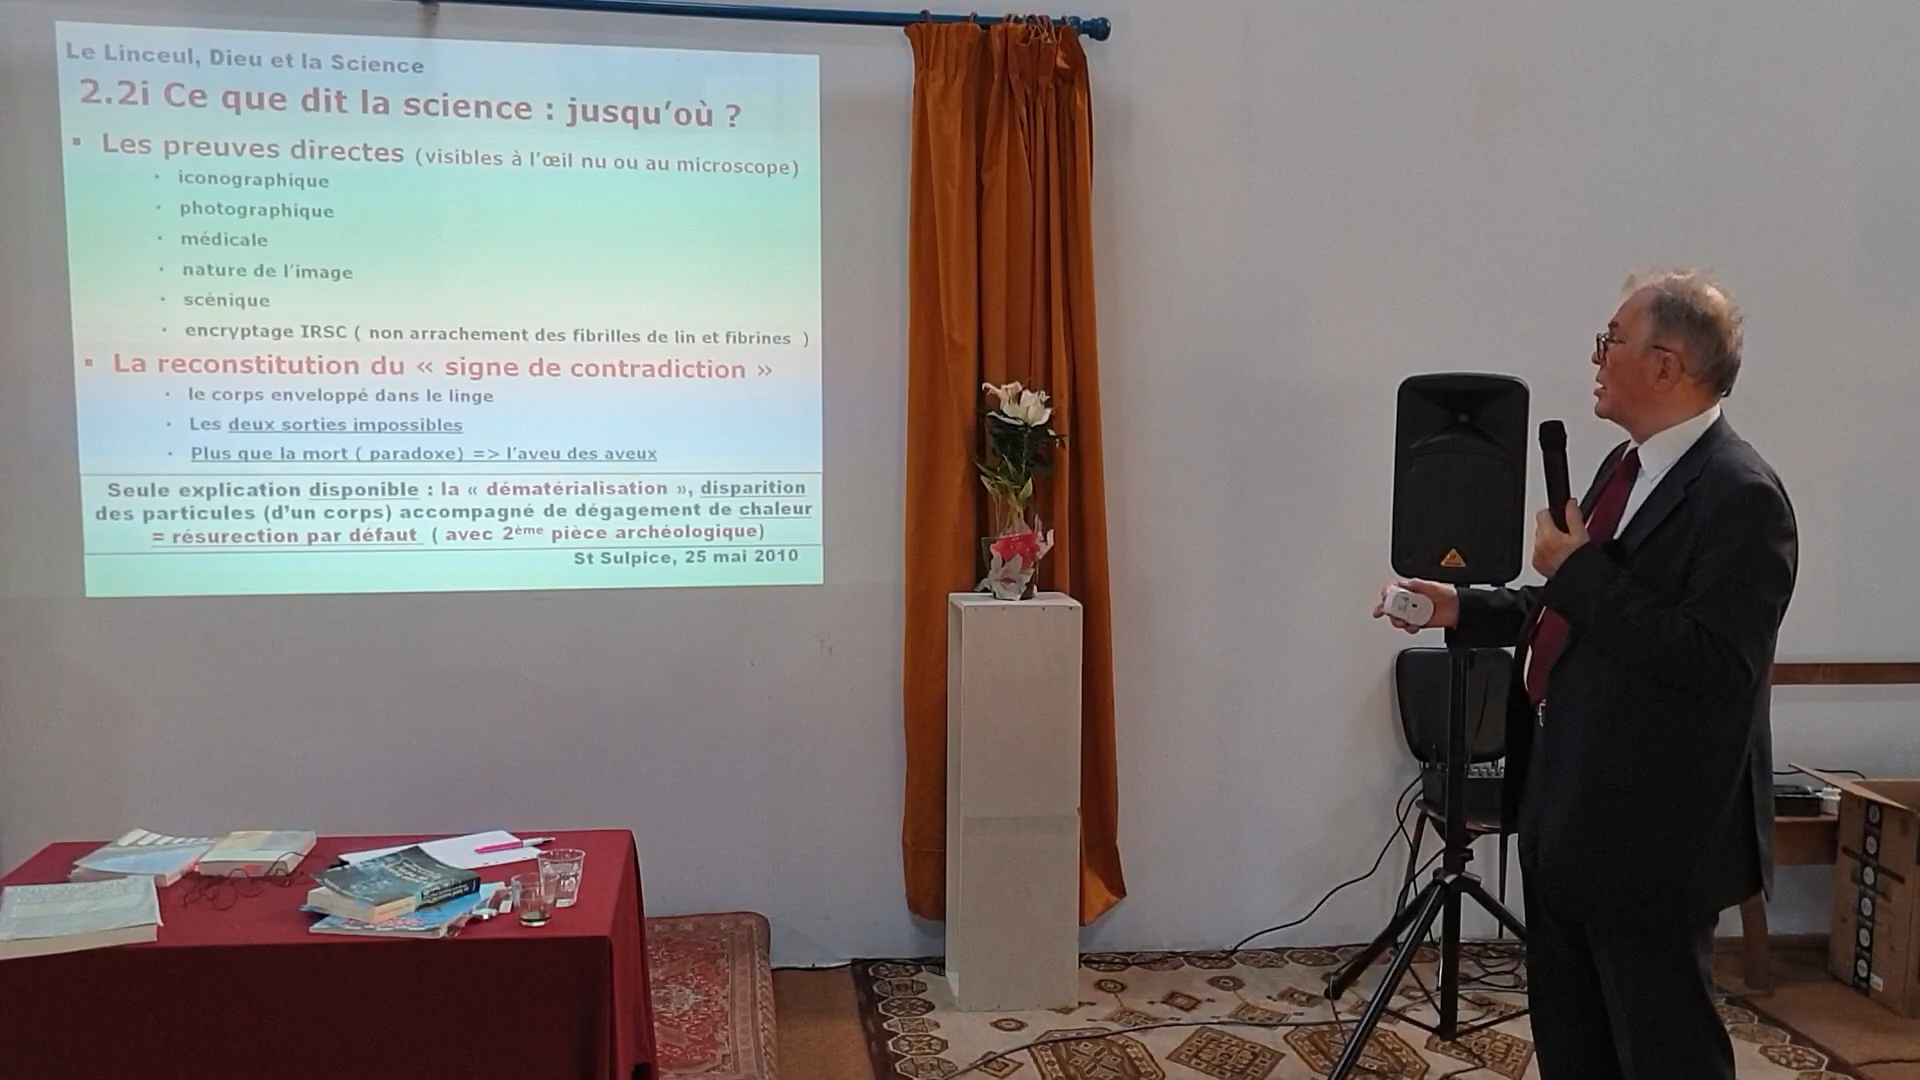 Le Linceul, Dieu et la Science
2.2i Ce que dit la science : jusqu'où ?
▪ Les preuves directes (visibles à l'œil nu ou au microscope)
· iconographique
· photographique
· médicale
· nature de l'image
· scénique
· encryptage IRSC ( non arrachement des fibrilles de lin et fibrines )
▪ La reconstitution du « signe de contradiction »
· le corps enveloppé dans le linge
· Les deux sorties impossibles
· Plus que la mort ( paradoxe) => l'aveu des aveux
Seule explication disponible : la « dématérialisation », disparition
des particules (d'un corps) accompagné de dégagement de chaleur
= résurection par défaut ( avec 2ème pièce archéologique)
St Sulpice, 25 mai 2010